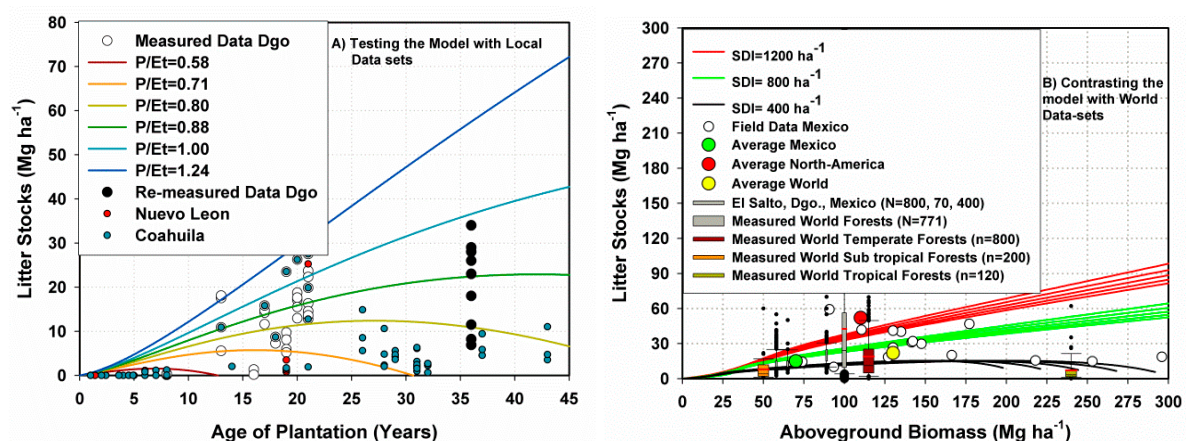 80
70
60
50
40
30
20
10
0
Litter Stocks (Mg ha-1)
Measured Data Dgo
P/Et=0.58
P/Et=0.71
P/Et=0.80
P/Et=0.88
P/Et=1.00
P/Et=1.24
Re-measured Data Dgo
Nuevo Leon
Coahuila
A) Testing the Model with Local
Data sets
0 5 10 15 20 25 30 35 40 45
Age of Plantation (Years)
300
270
240
210
180
150
120
90
60
30
0
Litter Stocks (Mg ha-1)
SDI=1200 ha-1
SDI= 800 ha-1
SDI= 400 ha-1
Field Data Mexico
Average Mexico
Average North-America
Average World
El Salto, Dgo., Mexico (N=800, 70, 400)
Measured World Forests (N=771)
Measured World Temperate Forests (n=800)
Measured World Sub tropical Forests (n=200)
Measured World Tropical Forests (n=120)
B) Contrasting the
model with World
Data-sets
0 25 50 75 100 125 150 175 200 225 250 275 300
Aboveground Biomass (Mg ha-1)